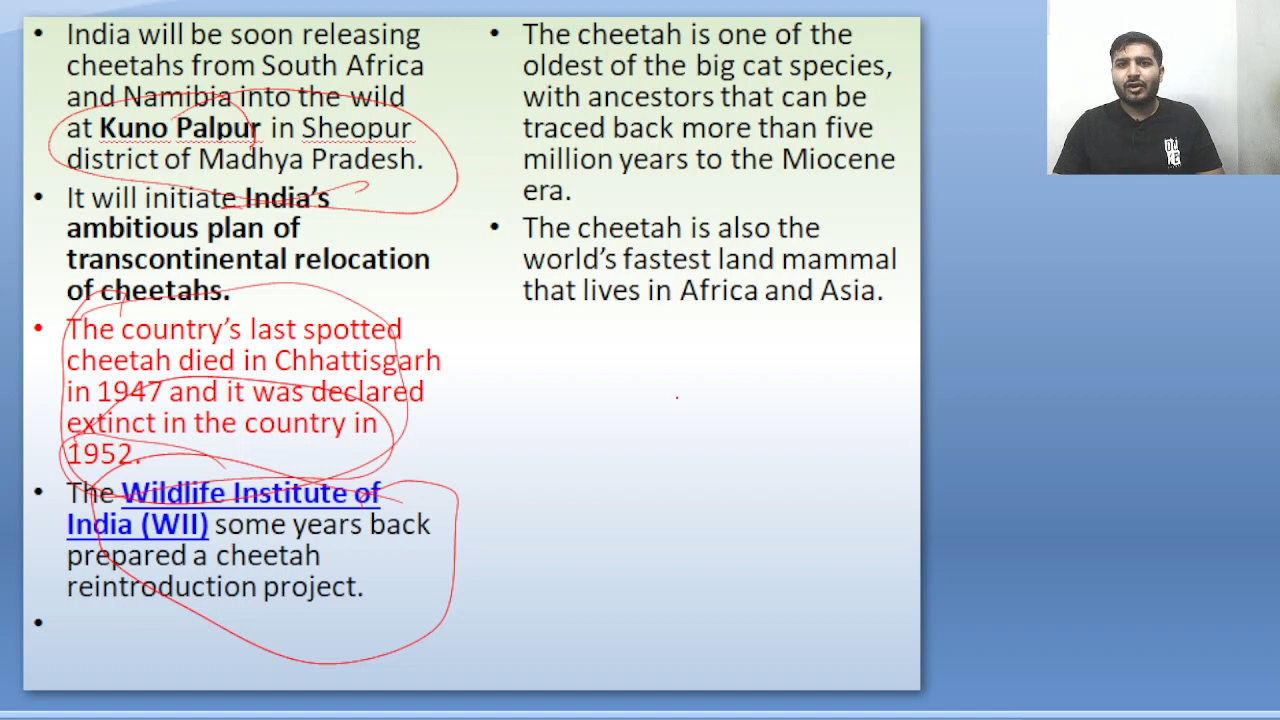 India will be soon releasing
cheetahs from South Africa
and Namibia into the wild
at Kuno Palpur in Sheopur
district of Madhya Pradesh.
It will initiate India's
ambitious plan of
transcontinental relocation
of cheetahs.
The country's last spotted
cheetah died in Chhattisgarh
in 1947 and it was declared
extinct in the country in
1952.
The Wildlife Institute of
India (WII) some years back
prepared a cheetah
reintroduction project.
The cheetah is one of the
oldest of the big cat species,
with ancestors that can be
traced back more than five
million years to the Miocene
era.
The cheetah is also the
world's fastest land mammal
that lives in Africa and Asia.